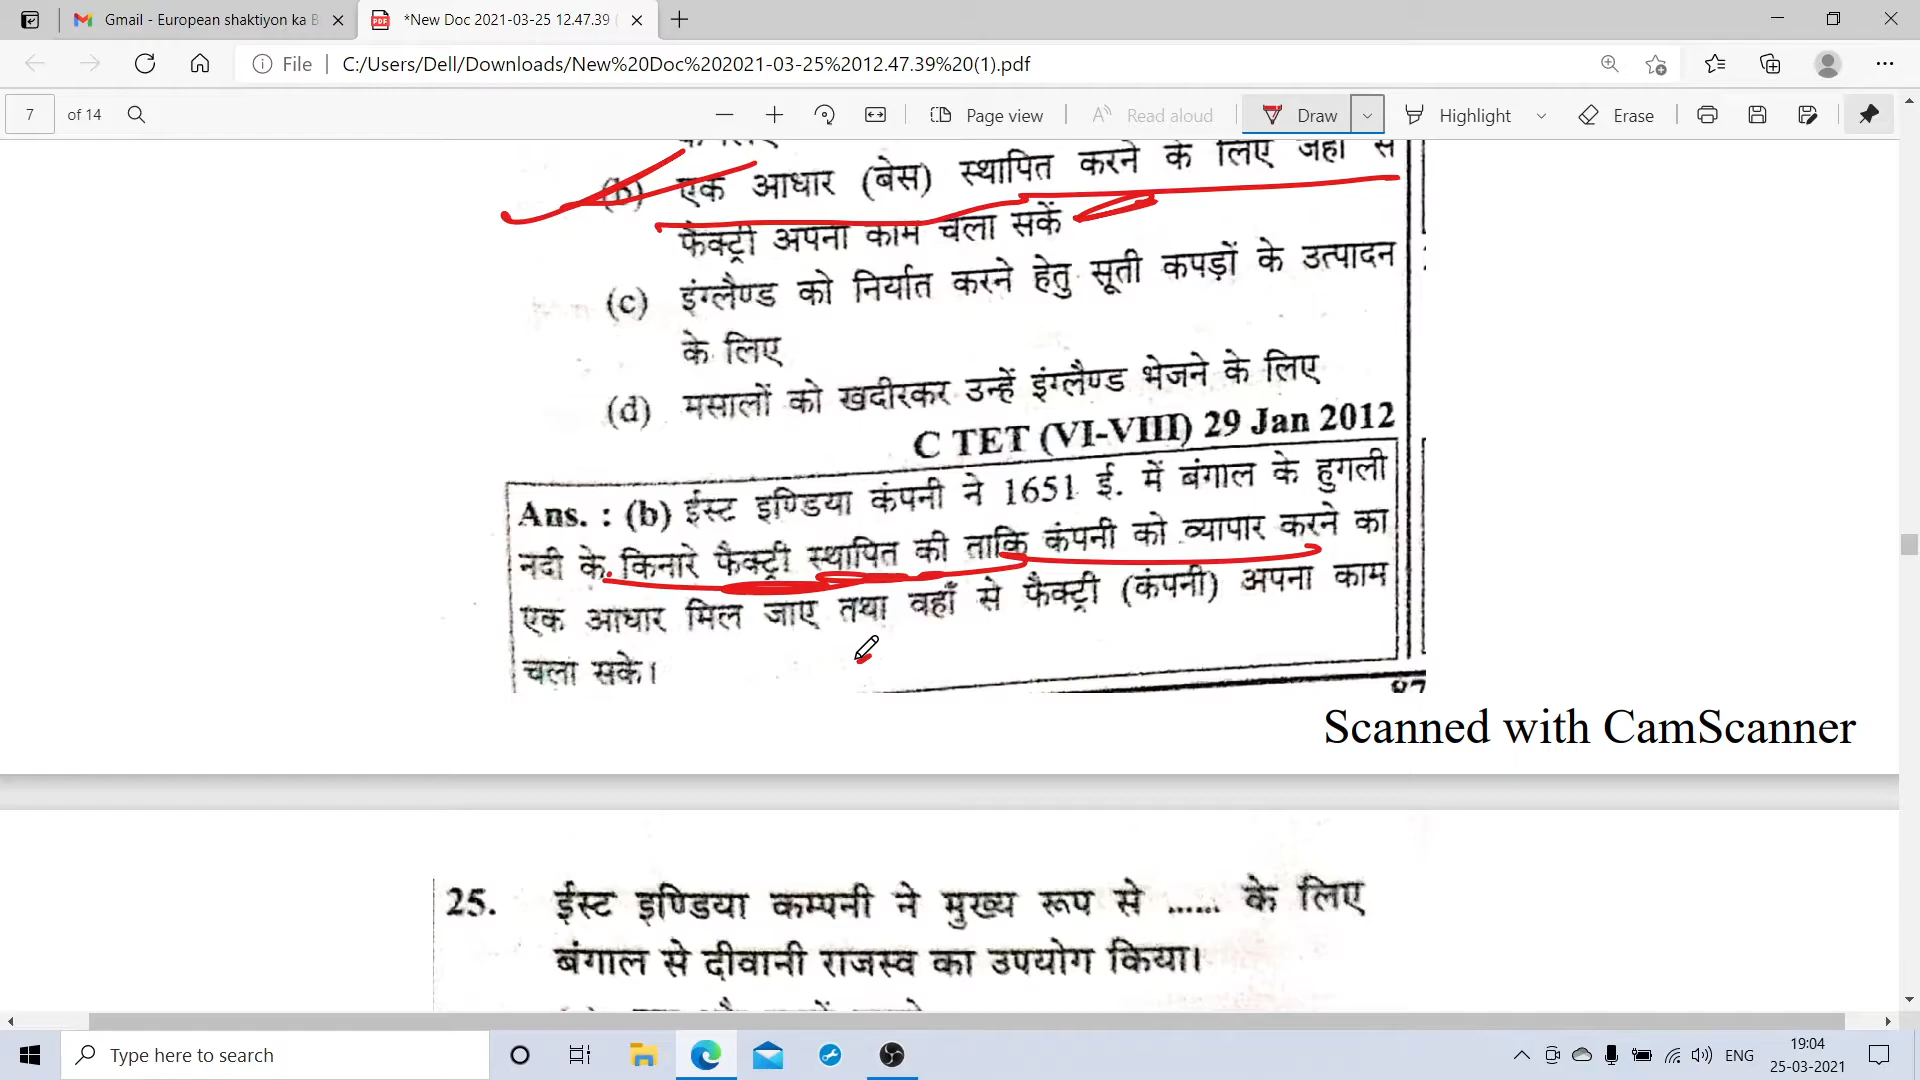 Gmail - European shaktiyon ka B
*New Doc 2021-03-25 12.47.39 (
File
C:/Users/Dell/Downloads/New%20Doc%202021-03-25%2012.47.39%20(1).pdf
7 of 14
Page view
Read aloud
Draw
Highlight
Erase
के लिए
(b) एक आधार (बेस) स्थापित करने के लिए जहाँ से
फैक्ट्री अपना काम चला सकें
(c) इंग्लैण्ड को निर्यात करने हेतु सूती कपड़ों के उत्पादन
के लिए
(d) मसालों को खदीरकर उन्हें इंग्लैण्ड भेजने के लिए
C TET (VI-VIII) 29 Jan 2012
Ans. : (b) ईस्ट इण्डिया कंपनी ने 1651 ई. में बंगाल के हुगली
नदी के किनारे फैक्ट्री स्थापित की ताकि कंपनी को व्यापार करने का
एक आधार मिल जाए तथा वहाँ से फैक्ट्री (कंपनी) अपना काम
चला सके।
87
Scanned with CamScanner
25. ईस्ट इण्डिया कम्पनी ने मुख्य रूप से ...... के लिए
बंगाल से दीवानी राजस्व का उपयोग किया।
Type here to search
ENG
19:04
25-03-2021